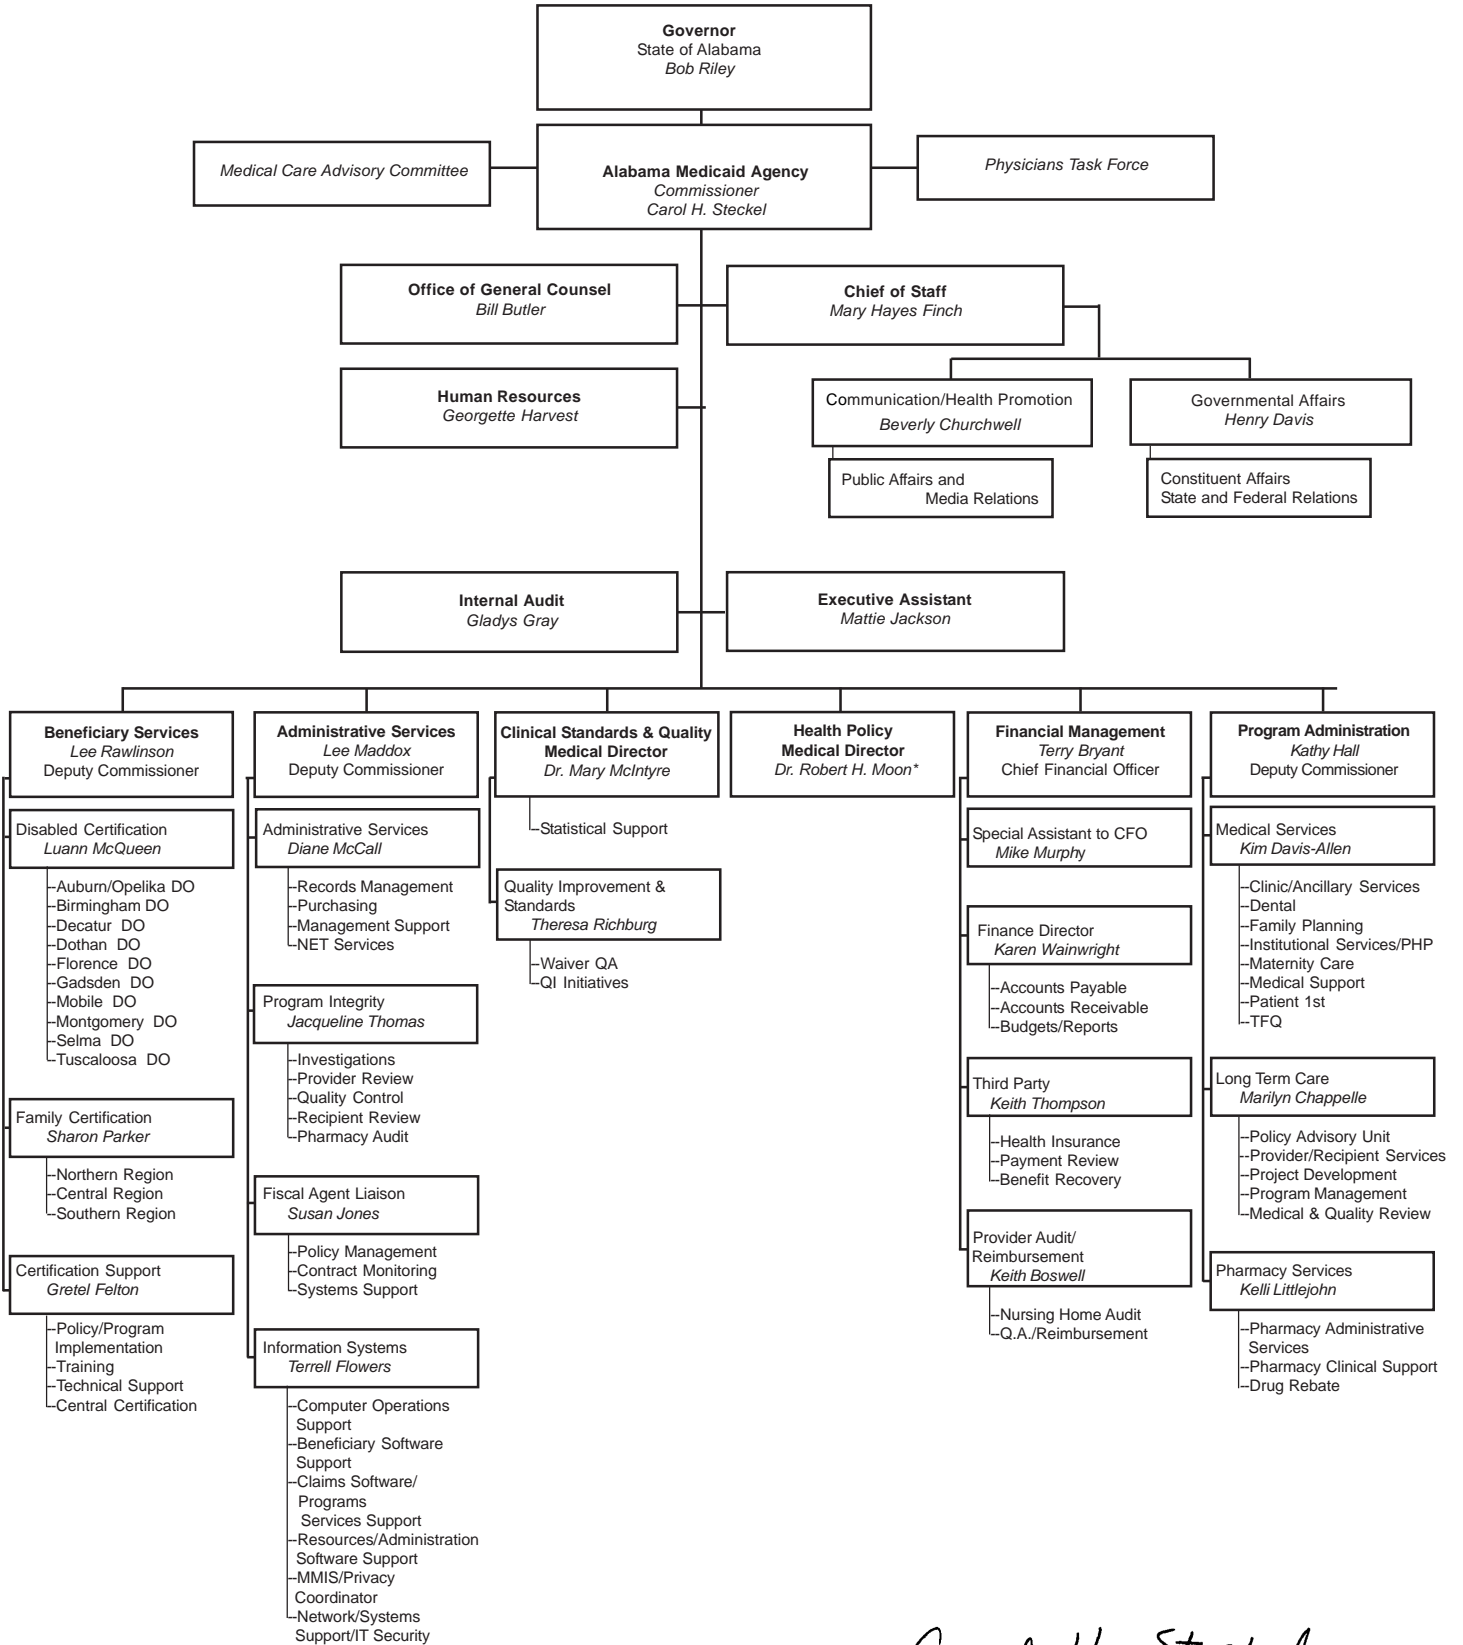 Governor
State of Alabama
Bob Riley
Medical Care Advisory Committee
Alabama Medicaid Agency
Commissioner
Carol H. Steckel
Physicians Task Force
Office of General Counsel
Bill Butler
Chief of Staff
Mary Hayes Finch
Human Resources
Georgette Harvest
Communication/Health Promotion
Beverly Churchwell
Public Affairs and
Media Relations
Governmental Affairs
Henry Davis
Constituent Affairs
State and Federal Relations
Internal Audit
Gladys Gray
Executive Assistant
Mattie Jackson
Beneficiary Services
Lee Rawlinson
Deputy Commissioner
Disabled Certification
Luann McQueen
--Auburn/Opelika DO
--Birmingham DO
--Decatur DO
--Dothan DO
--Florence DO
--Gadsden DO
--Mobile DO
--Montgomery DO
--Selma DO
--Tuscaloosa DO
Family Certification
Sharon Parker
--Northern Region
--Central Region
--Southern Region
Certification Support
Gretel Felton
--Policy/Program
Implementation
--Training
--Technical Support
--Central Certification
Administrative Services
Lee Maddox
Deputy Commissioner
Administrative Services
Diane McCall
--Records Management
--Purchasing
--Management Support
--NET Services
Program Integrity
Jacqueline Thomas
--Investigations
--Provider Review
--Quality Control
--Recipient Review
--Pharmacy Audit
Fiscal Agent Liaison
Susan Jones
--Policy Management
--Contract Monitoring
--Systems Support
Information Systems
Terrell Flowers
--Computer Operations
Support
--Beneficiary Software
Support
--Claims Software/
Programs
Services Support
--Resources/Administration
Software Support
--MMIS/Privacy
Coordinator
--Network/Systems
Support/IT Security
Clinical Standards & Quality
Medical Director
Dr. Mary McIntyre
--Statistical Support
Quality Improvement &
Standards
Theresa Richburg
--Waiver QA
--QI Initiatives
Health Policy
Medical Director
Dr. Robert H. Moon*
Financial Management
Terry Bryant
Chief Financial Officer
Special Assistant to CFO
Mike Murphy
Finance Director
Karen Wainwright
--Accounts Payable
--Accounts Receivable
--Budgets/Reports
Third Party
Keith Thompson
--Health Insurance
--Payment Review
--Benefit Recovery
Provider Audit/
Reimbursement
Keith Boswell
--Nursing Home Audit
--Q.A./Reimbursement
Program Administration
Kathy Hall
Deputy Commissioner
Medical Services
Kim Davis-Allen
--Clinic/Ancillary Services
--Dental
--Family Planning
--Institutional Services/PHP
--Maternity Care
--Medical Support
--Patient 1st
--TFQ
Long Term Care
Marilyn Chappelle
--Policy Advisory Unit
--Provider/Recipient Services
--Project Development
--Program Management
--Medical & Quality Review
Pharmacy Services
Kelli Littlejohn
--Pharmacy Administrative
Services
--Pharmacy Clinical Support
--Drug Rebate